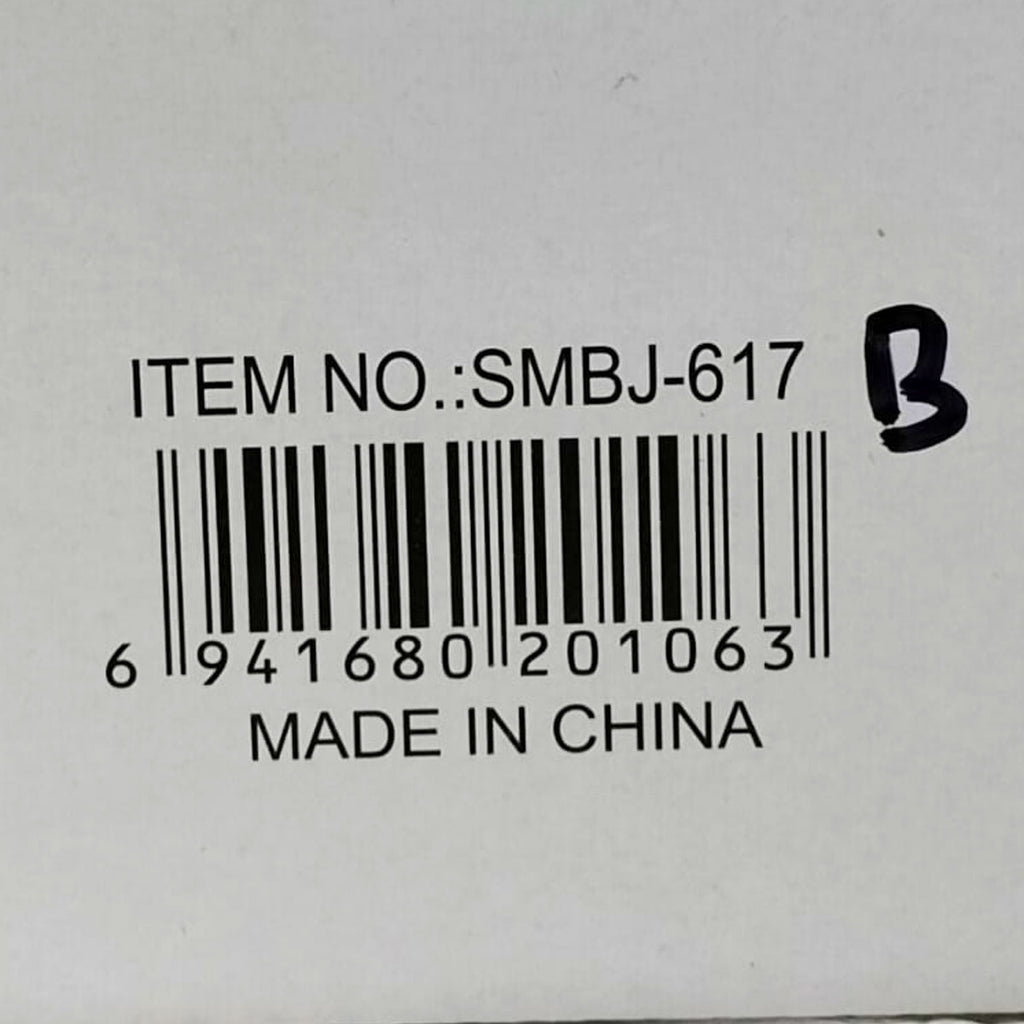 ITEM NO.:SMBJ-617 B
6 941680 201063
MADE IN CHINA